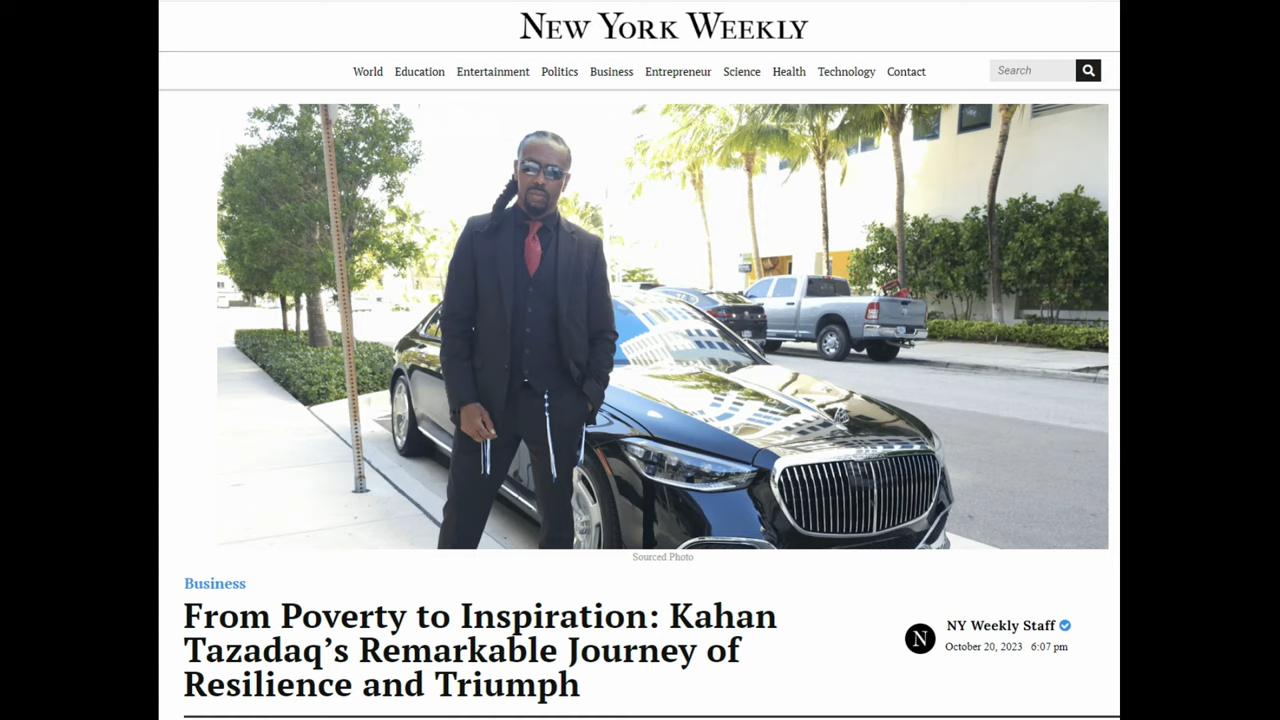 NEW YORK WEEKLY
World Education Entertainment Politics Business Entrepreneur Science Health Technology Contact Search
Sourced Photo
Business
From Poverty to Inspiration: Kahan
Tazadaq's Remarkable Journey of
Resilience and Triumph
N
NY Weekly Staff
October 20, 2023 6:07 pm